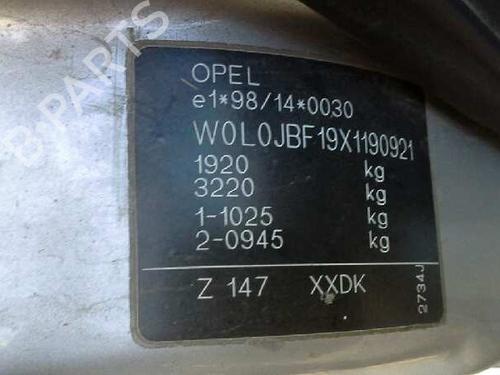 B-PARTS
OPEL
e1*98/14*0030
W0L0JBF19X1190921
1920 kg
3220 kg
1-1025 kg
2-0945 kg
Z 147 XXDK
2734J